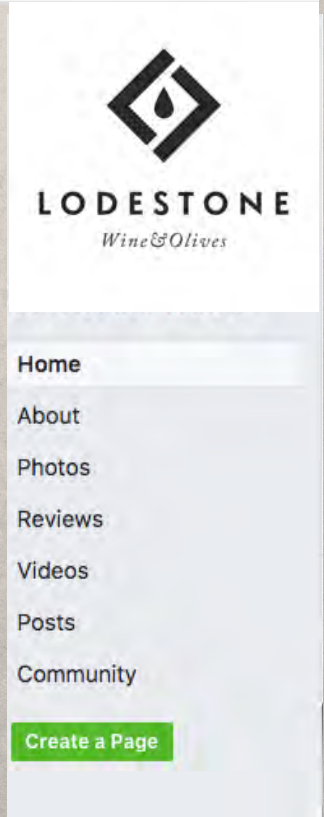 LODESTONE
Wine&Olives
Home
About
Photos
Reviews
Videos
Posts
Community
Create a Page